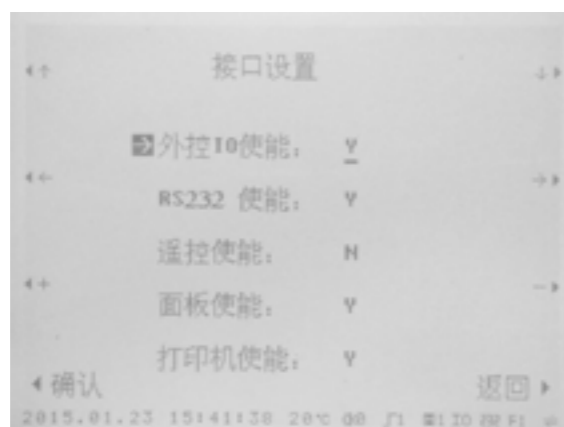 接口设置
外控IO使能： Y
RS232 使能： Y
遥控使能： N
面板使能： Y
打印机使能： Y
确认 返回
2015.01.23 15:41:38 20℃